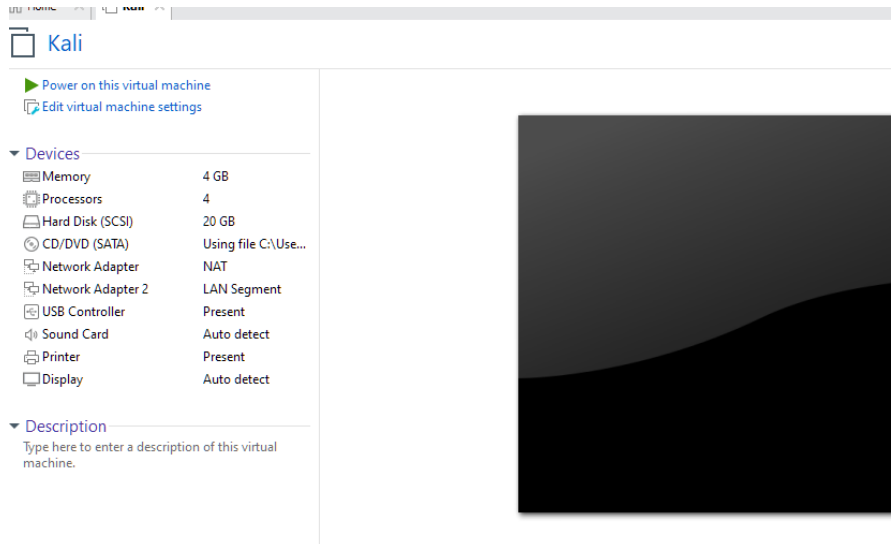 Home
Kali
Kali
Power on this virtual machine
Edit virtual machine settings
Devices
Memory 4 GB
Processors 4
Hard Disk (SCSI) 20 GB
CD/DVD (SATA) Using file C:\Use...
Network Adapter NAT
Network Adapter 2 LAN Segment
USB Controller Present
Sound Card Auto detect
Printer Present
Display Auto detect
Description
Type here to enter a description of this virtual
machine.